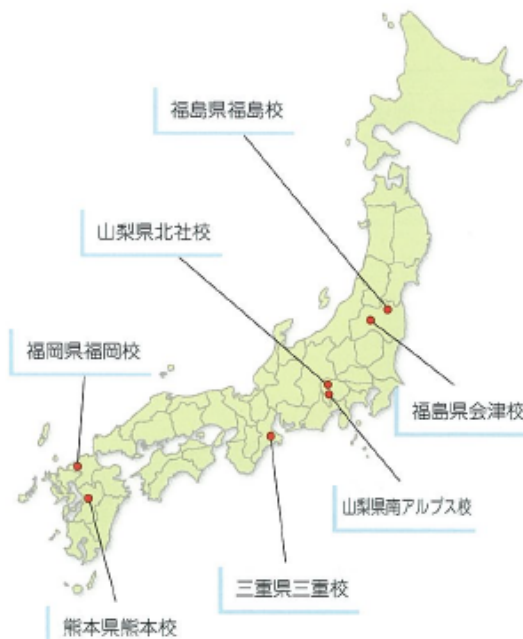 福島県福島校
山梨県北社校
福岡県福岡校
福島県会津校
山梨県南アルプス校
三重県三重校
熊本県熊本校